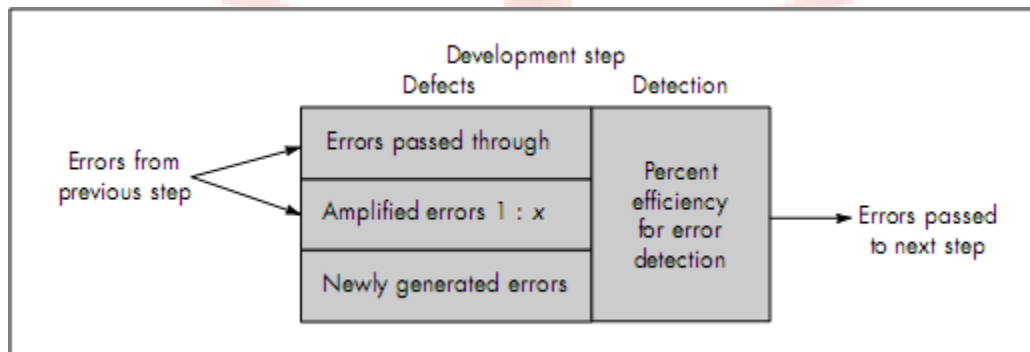 Development step
Defects
Detection
Errors from
previous step
Errors passed through
Amplified errors 1 : x
Newly generated errors
Percent
efficiency
for error
detection
Errors passed
to next step